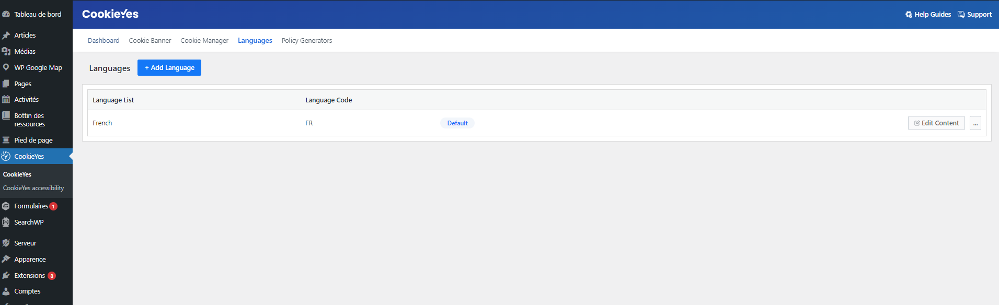 Tableau de bord
Articles
Médias
WP Google Map
Pages
Activités
Bottin des
ressources
Pied de page
CookieYes
CookieYes
CookieYes accessibility
Formulaires 1
SearchWP
Serveur
Apparence
Extensions 8
Comptes
CookieYes
Help Guides Support
Dashboard Cookie Banner Cookie Manager Languages Policy Generators
Languages + Add Language
Language List Language Code
French FR Default Edit Content ...